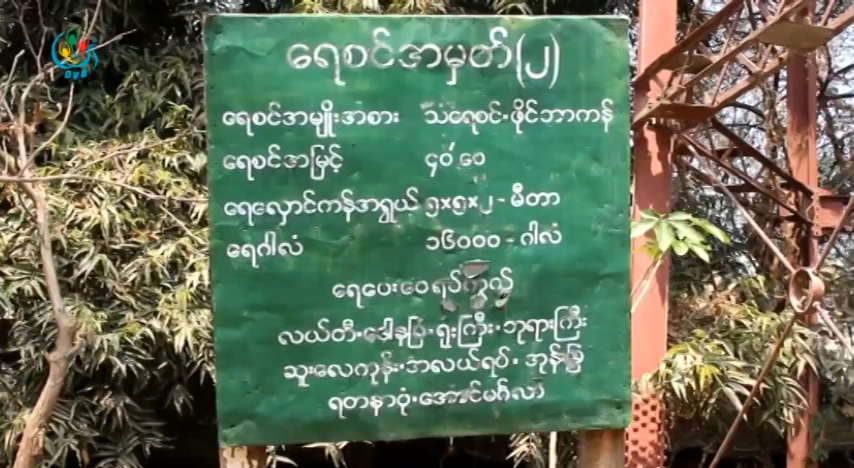 DVB
ရေစင်အမှတ်(၂)
ရေစင်အမျိုးအစား သံရေစင်-ဖိုင်ဘာကန်
ရေစင်အမြင့် ၄၀'၀၀
ရေလှောင်ကန်အရွယ် ၅×၅×၂-မီတာ
ရေဂါလံ ၁၆၀၀၀-ဂါလံ
ရေပေးဝေရပ်ကွက်
လယ်တီ-ဒေါနုပြ-ရိုးကြီး-ဘုရားကြီး
ဆူးလေကုန်း-အလယ်ရပ်-အုန်းခြံ
ရတနာပုံ-အောင်မင်္ဂလာ